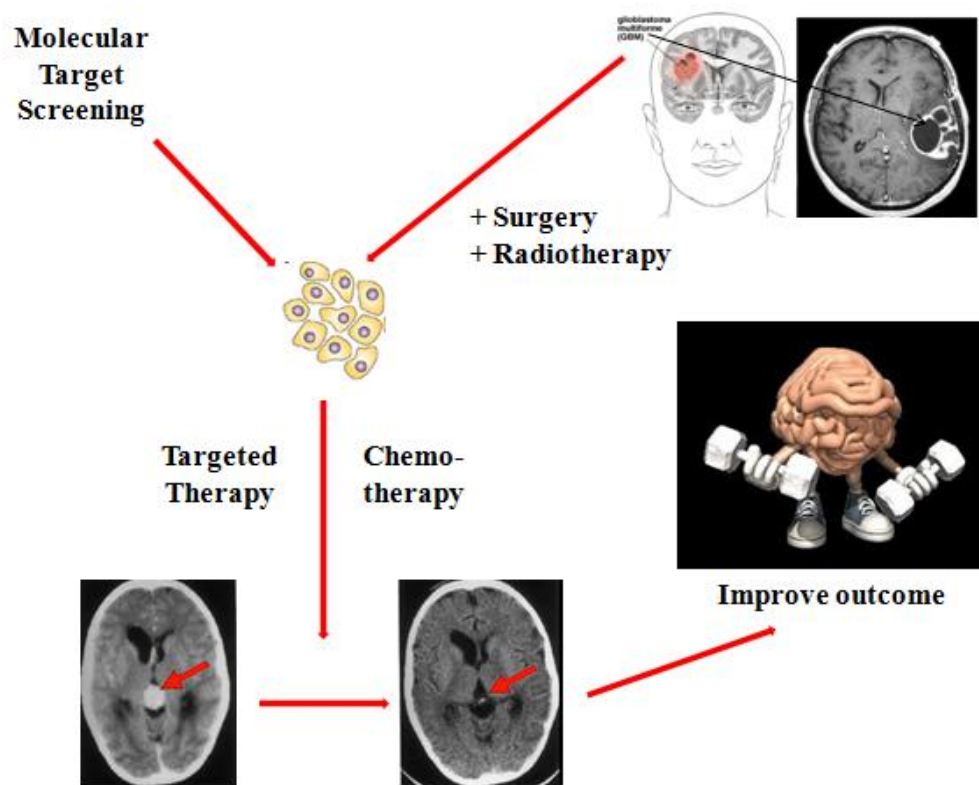 Molecular
Target
Screening
glioblastoma
multiforme
(GBM)
+ Surgery
+ Radiotherapy
Targeted
Therapy
Chemo-
therapy
Improve outcome